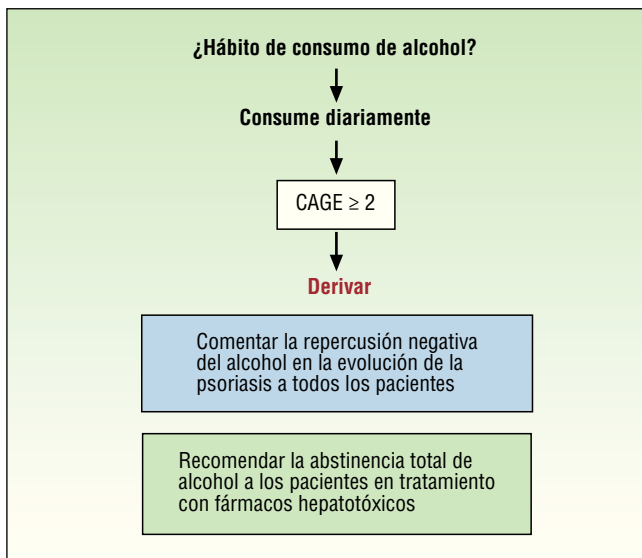 ¿Hábito de consumo de alcohol?
Consume diariamente
CAGE ≥ 2
Derivar
Comentar la repercusión negativa
del alcohol en la evolución de la
psoriasis a todos los pacientes
Recomendar la abstinencia total de
alcohol a los pacientes en tratamiento
con fármacos hepatotóxicos